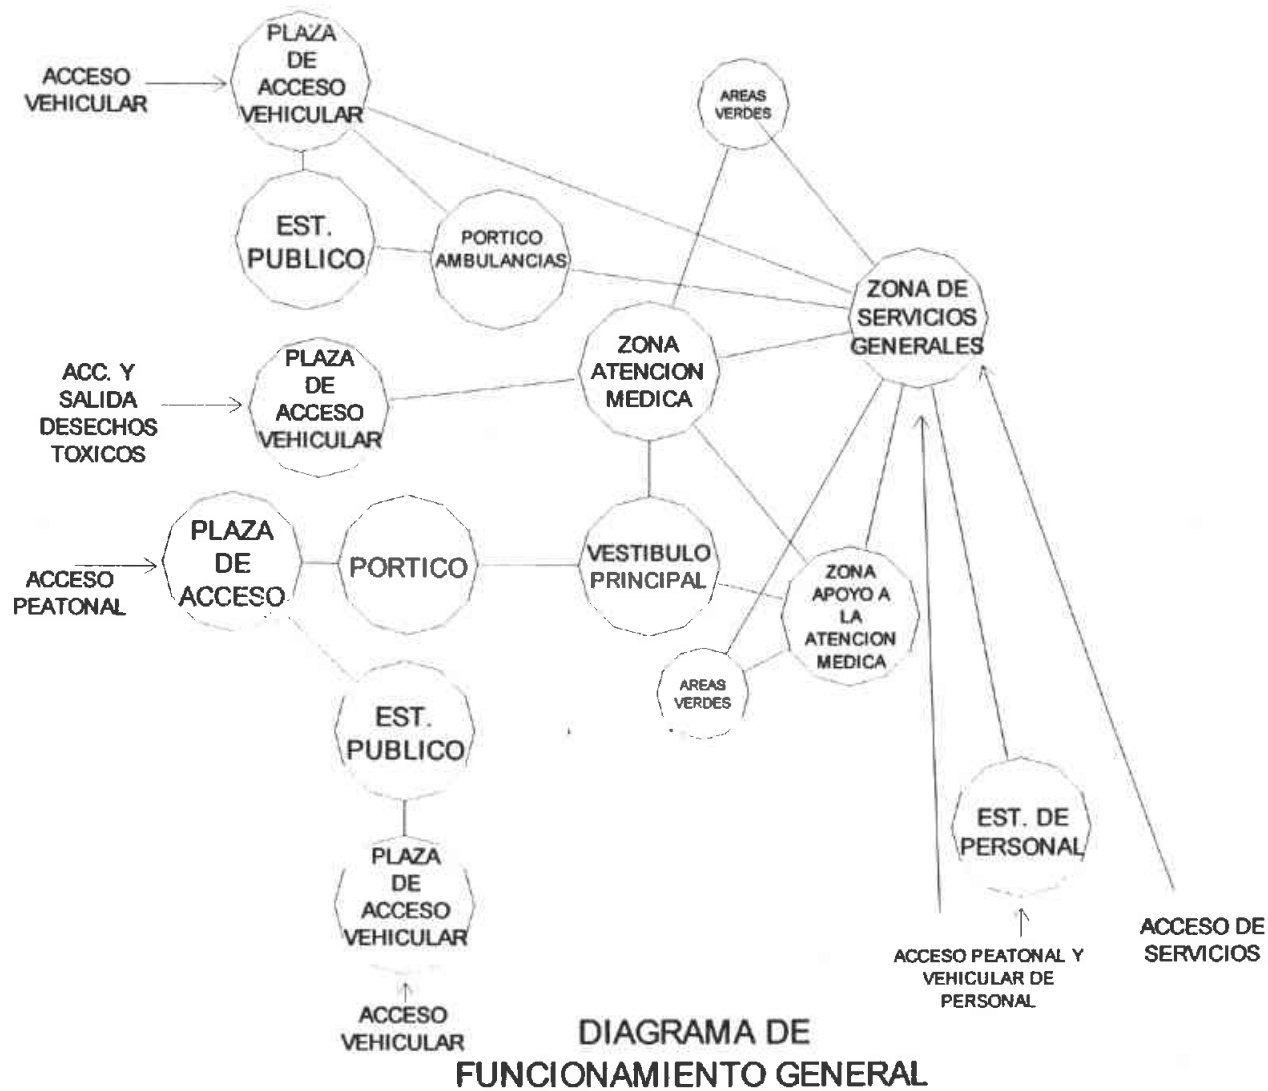 PLAZA
DE
ACCESO
VEHICULAR
ACCESO
VEHICULAR
AREAS
VERDES
EST.
PUBLICO
PORTICO
AMBULANCIAS
ZONA DE
SERVICIOS
GENERALES
ZONA
ATENCION
MEDICA
PLAZA
DE
ACCESO
VEHICULAR
ACC. Y
SALIDA
DESECHOS
TOXICOS
PLAZA
DE
ACCESO
PORTICO
VESTIBULO
PRINCIPAL
ACCESO
PEATONAL
ZONA
APOYO A
LA
ATENCION
MEDICA
AREAS
VERDES
EST.
PUBLICO
EST. DE
PERSONAL
PLAZA
DE
ACCESO
VEHICULAR
ACCESO DE
SERVICIOS
ACCESO PEATONAL Y
VEHICULAR DE
PERSONAL
ACCESO
VEHICULAR
DIAGRAMA DE
FUNCIONAMIENTO GENERAL